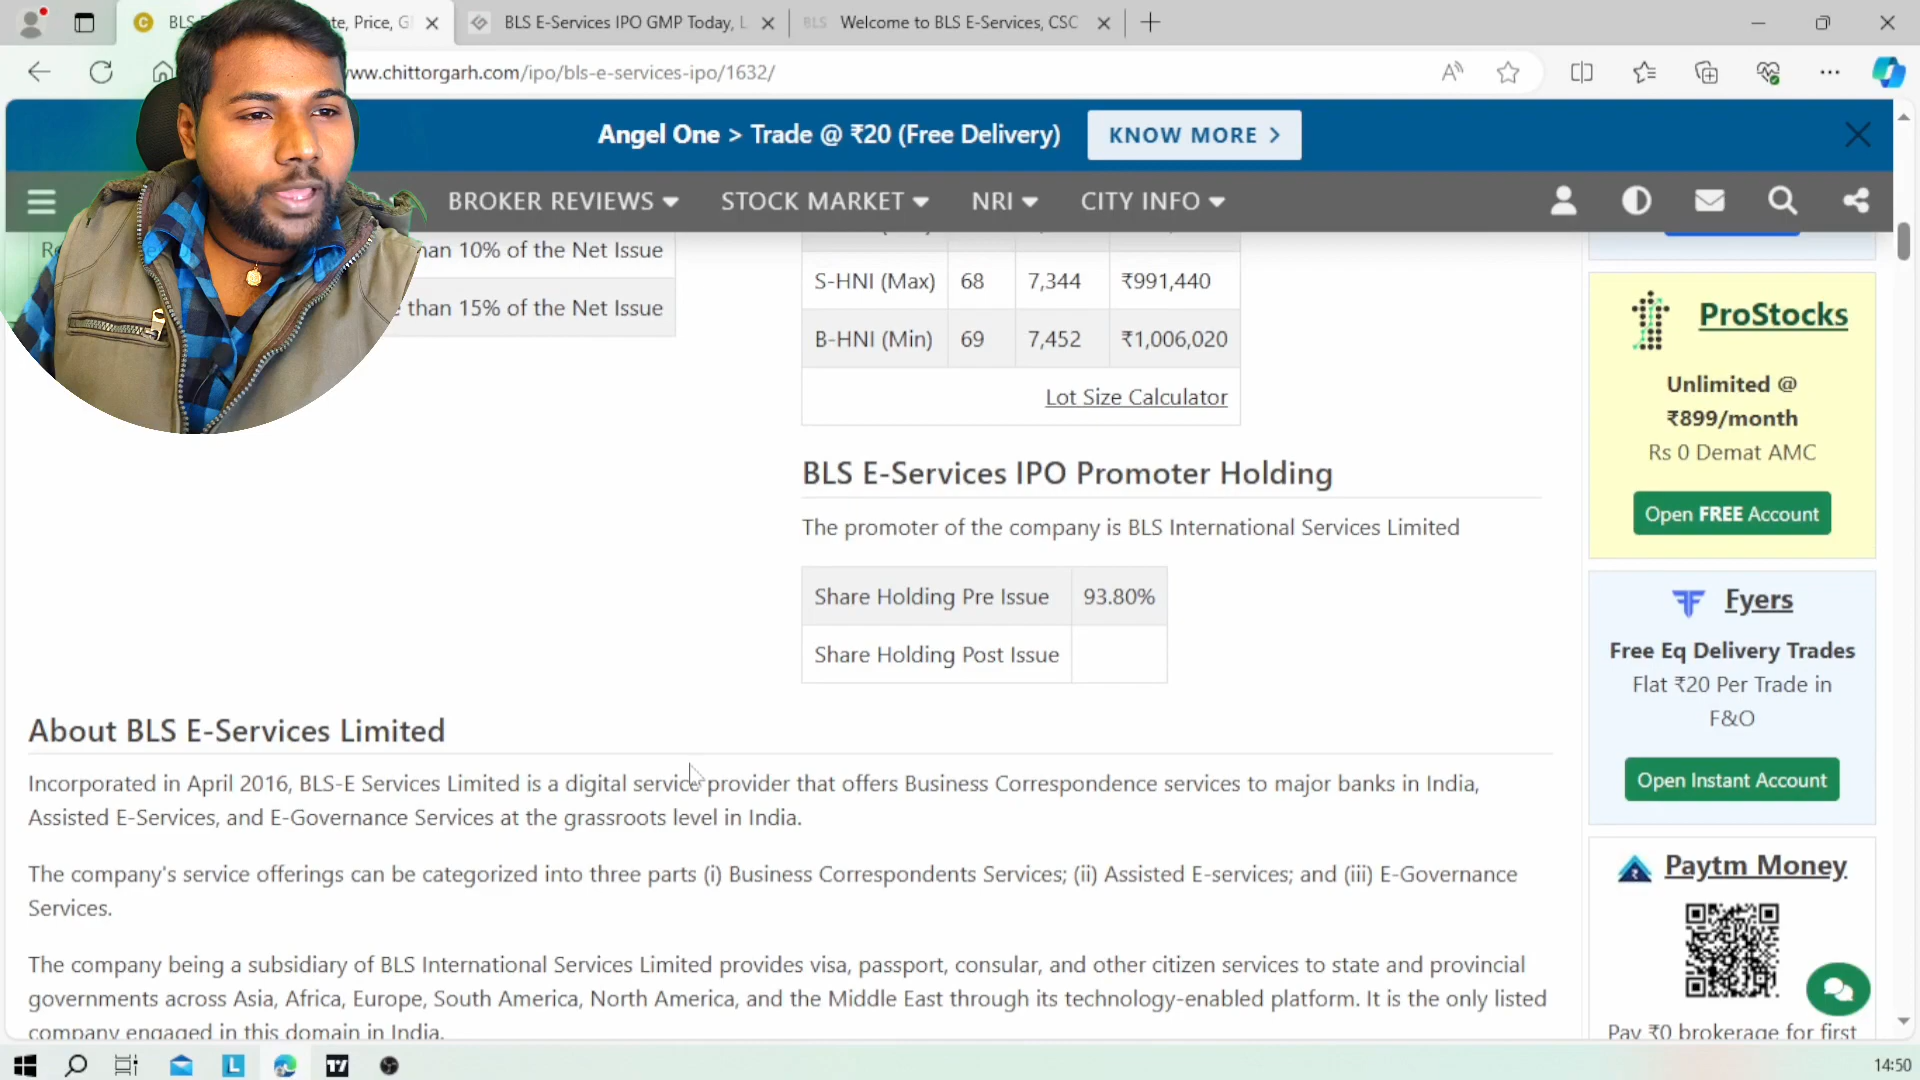 BLS E
ate, Price, G
BLS E-Services IPO GMP Today, L
BLS Welcome to BLS E-Services, CSC
ww.chittorgarh.com/ipo/bls-e-services-ipo/1632/
Angel One > Trade @ ₹20 (Free Delivery)
KNOW MORE >
BROKER REVIEWS
STOCK MARKET
NRI
CITY INFO
han 10% of the Net Issue
than 15% of the Net Issue
S-HNI (Max) 68 7,344 ₹991,440
B-HNI (Min) 69 7,452 ₹1,006,020
Lot Size Calculator
BLS E-Services IPO Promoter Holding
The promoter of the company is BLS International Services Limited
Share Holding Pre Issue 93.80%
Share Holding Post Issue
About BLS E-Services Limited
Incorporated in April 2016, BLS-E Services Limited is a digital service provider that offers Business Correspondence services to major banks in India,
Assisted E-Services, and E-Governance Services at the grassroots level in India.
The company's service offerings can be categorized into three parts (i) Business Correspondents Services; (ii) Assisted E-services; and (iii) E-Governance
Services.
The company being a subsidiary of BLS International Services Limited provides visa, passport, consular, and other citizen services to state and provincial
governments across Asia, Africa, Europe, South America, North America, and the Middle East through its technology-enabled platform. It is the only listed
company engaged in this domain in India.
ProStocks
Unlimited @
₹899/month
Rs 0 Demat AMC
Open FREE Account
Fyers
Free Eq Delivery Trades
Flat ₹20 Per Trade in
F&O
Open Instant Account
Paytm Money
Pay ₹0 brokerage for first
14:50